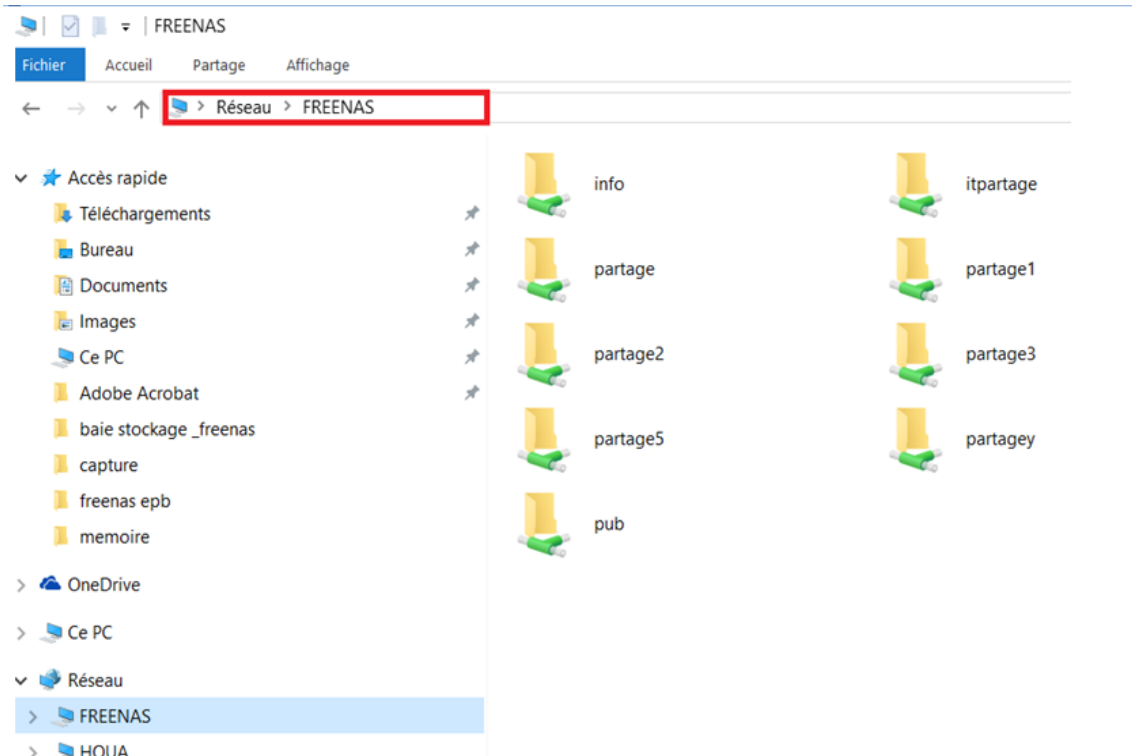 FREENAS
Fichier Accueil Partage Affichage
Réseau > FREENAS
Accès rapide
Téléchargements
Bureau
Documents
Images
Ce PC
Adobe Acrobat
baie stockage _freenas
capture
freenas epb
memoire
OneDrive
Ce PC
Réseau
FREENAS
HOUA
info itpartage
partage partage1
partage2 partage3
partage5 partagey
pub